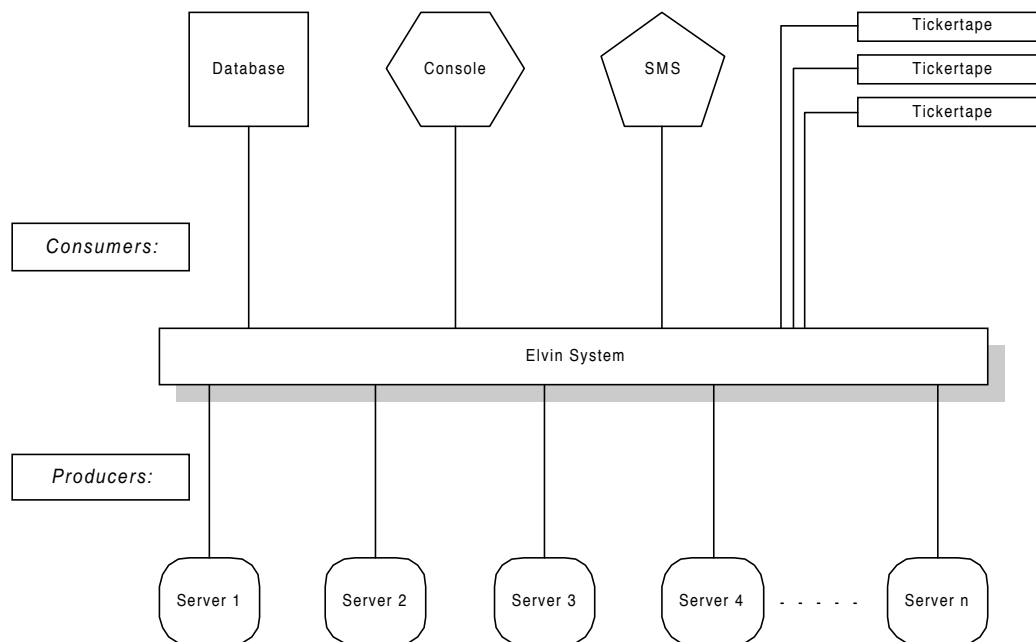 Database
Console
SMS
Tickertape
Tickertape
Tickertape
Consumers:
Elvin System
Producers:
Server 1
Server 2
Server 3
Server 4
- - - - -
Server n